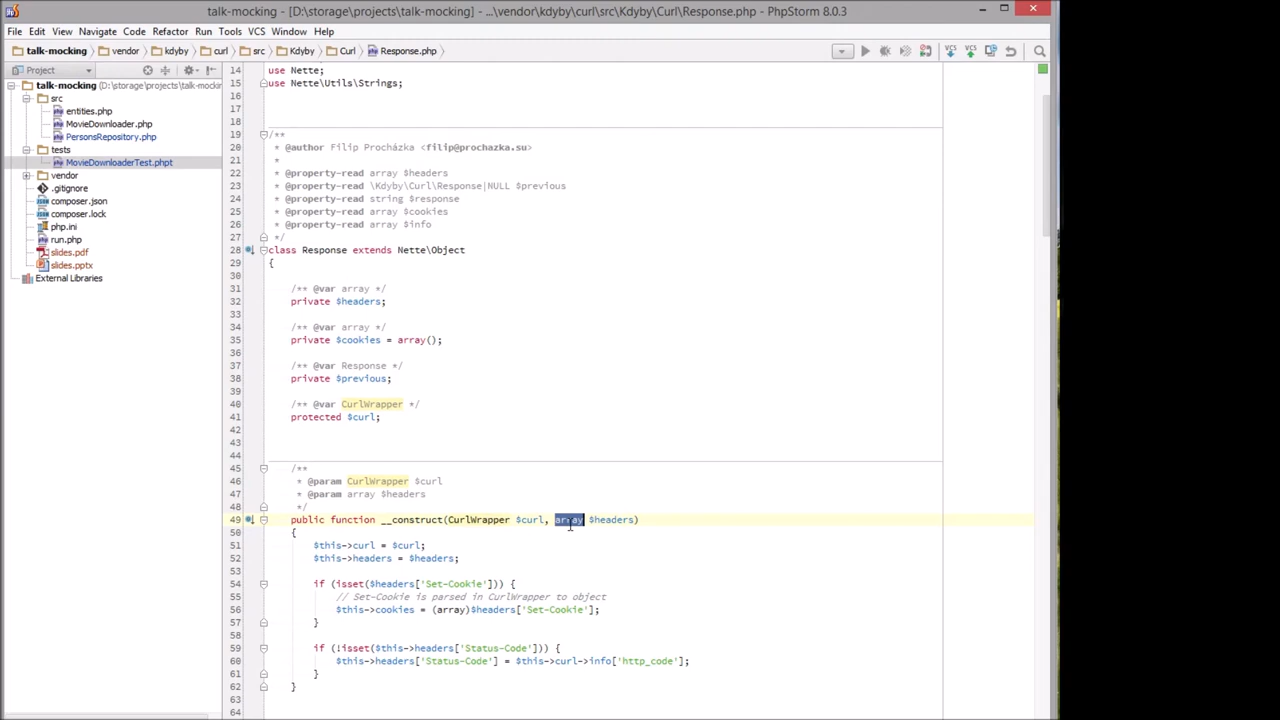 talk-mocking - [D:\storage\projects\talk-mocking] - ...\vendor\kdyby\curl\src\Kdyby\Curl\Response.php - PhpStorm 8.0.3
File Edit View Navigate Code Refactor Run Tools VCS Window Help
talk-mocking vendor kdyby curl src Kdyby Curl Response.php
VCS VCS
Project
talk-mocking (D:\storage\projects\talk-mocking
src
entities.php
MovieDownloader.php
PersonsRepository.php
tests
MovieDownloaderTest.phpt
vendor
.gitignore
composer.json
composer.lock
php.ini
run.php
slides.pdf
slides.pptx
External Libraries
14 use Nette;
15 use Nette\Utils\Strings;
16
17
18
19 /**
20 * @author Filip Procházka <filip@prochazka.su>
21 *
22 * @property-read array $headers
23 * @property-read \Kdyby\Curl\Response|NULL $previous
24 * @property-read string $response
25 * @property-read array $cookies
26 * @property-read array $info
27 */
28 class Response extends Nette\Object
29 {
30
31 /** @var array */
32 private $headers;
33
34 /** @var array */
35 private $cookies = array();
36
37 /** @var Response */
38 private $previous;
39
40 /** @var CurlWrapper */
41 protected $curl;
42
43
44
45 /**
46 * @param CurlWrapper $curl
47 * @param array $headers
48 */
49 public function __construct(CurlWrapper $curl, array $headers)
50 {
51 $this->curl = $curl;
52 $this->headers = $headers;
53
54 if (isset($headers['Set-Cookie'])) {
55 // Set-Cookie is parsed in CurlWrapper to object
56 $this->cookies = (array)$headers['Set-Cookie'];
57 }
58
59 if (!isset($this->headers['Status-Code'])) {
60 $this->headers['Status-Code'] = $this->curl->info['http_code'];
61 }
62 }
63
64